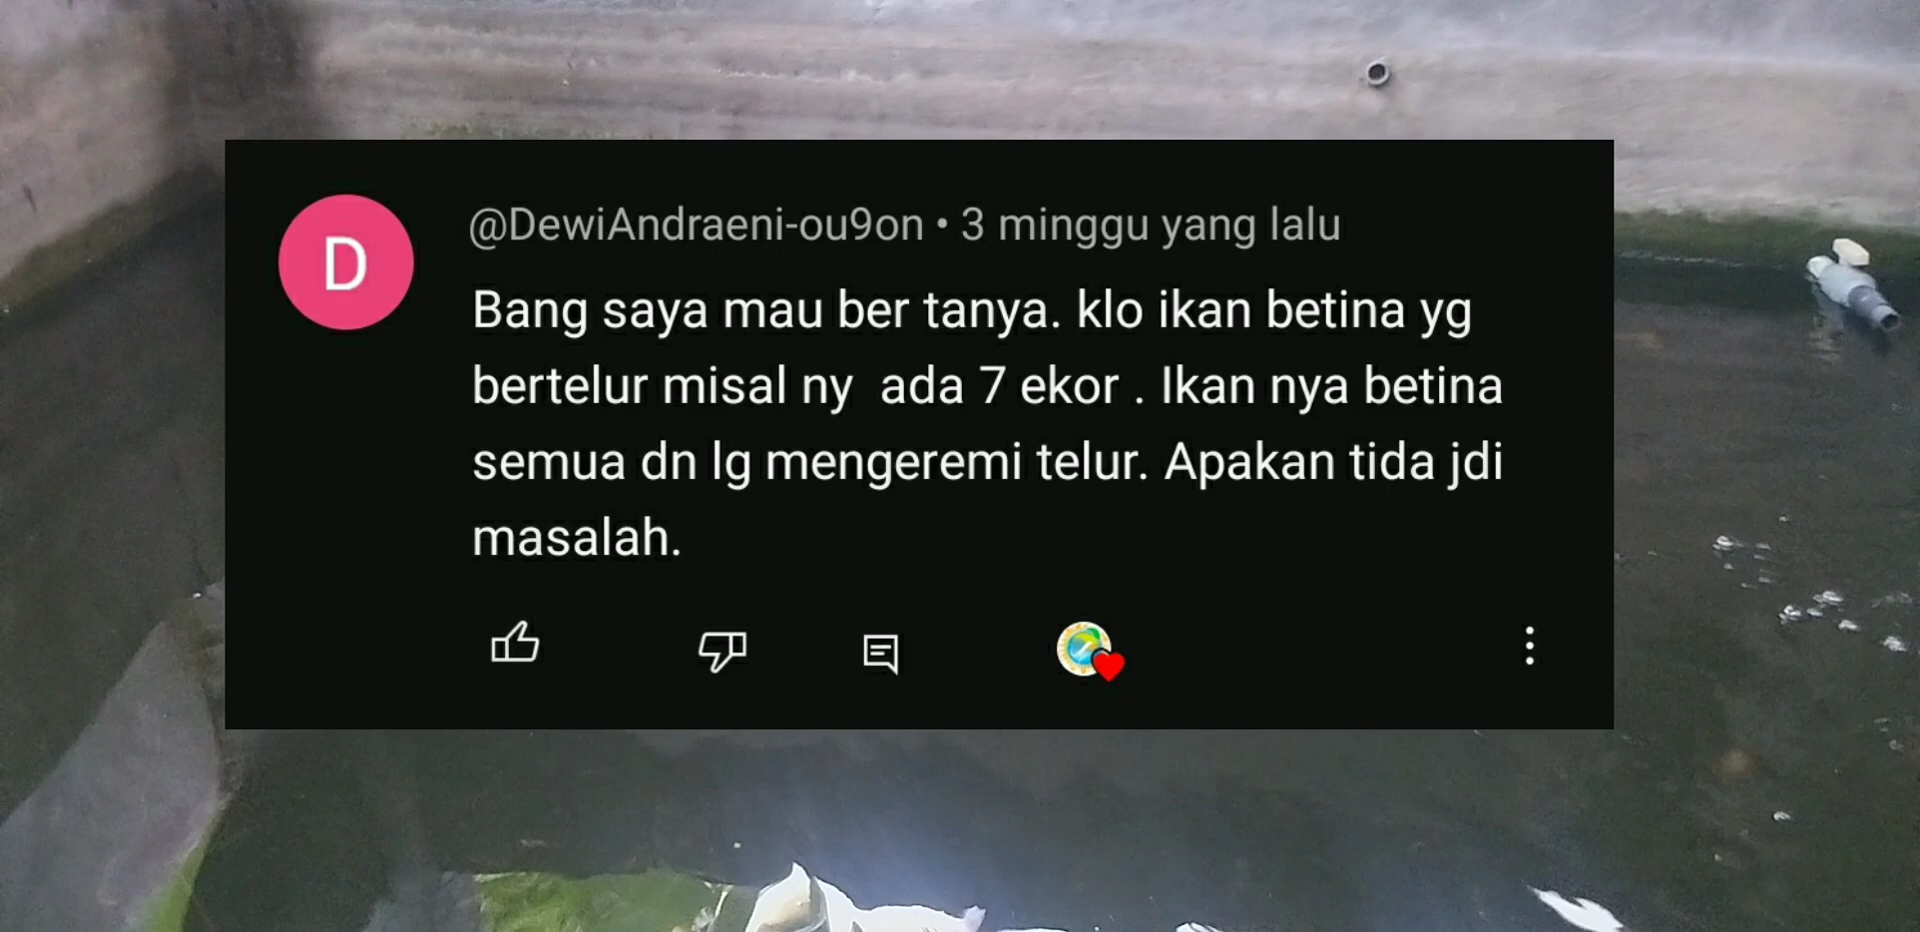 D
@DewiAndraeni-ou9on • 3 minggu yang lalu
Bang saya mau ber tanya. klo ikan betina yg
bertelur misal ny  ada 7 ekor . Ikan nya betina
semua dn lg mengeremi telur. Apakan tida jdi
masalah.